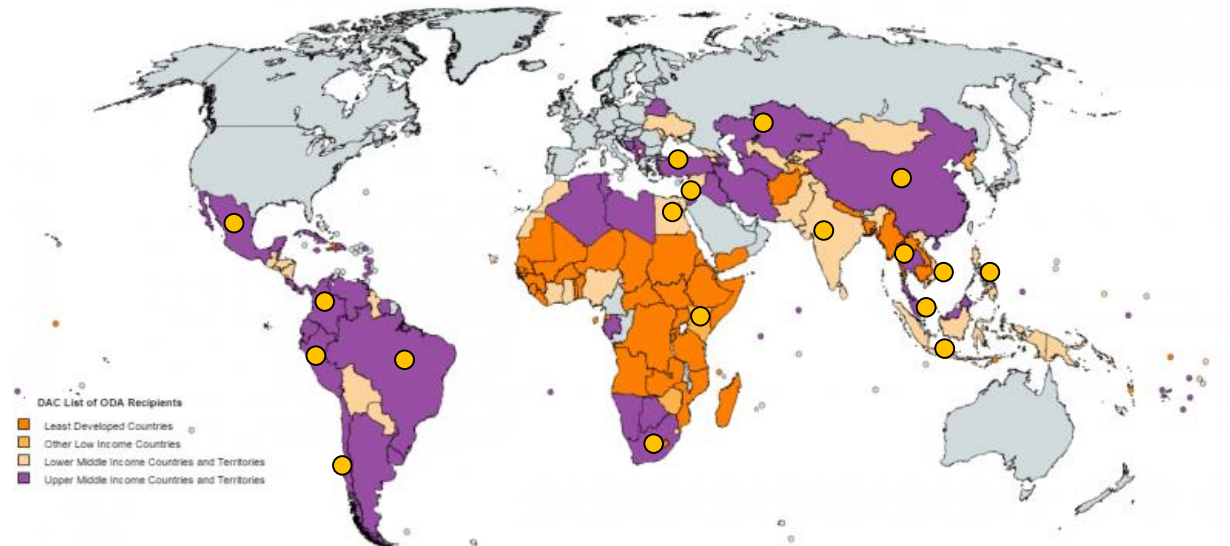 DAC List of ODA Recipients
Least Developed Countries
Other Low Income Countries
Lower Middle Income Countries and Territories
Upper Middle Income Countries and Territories